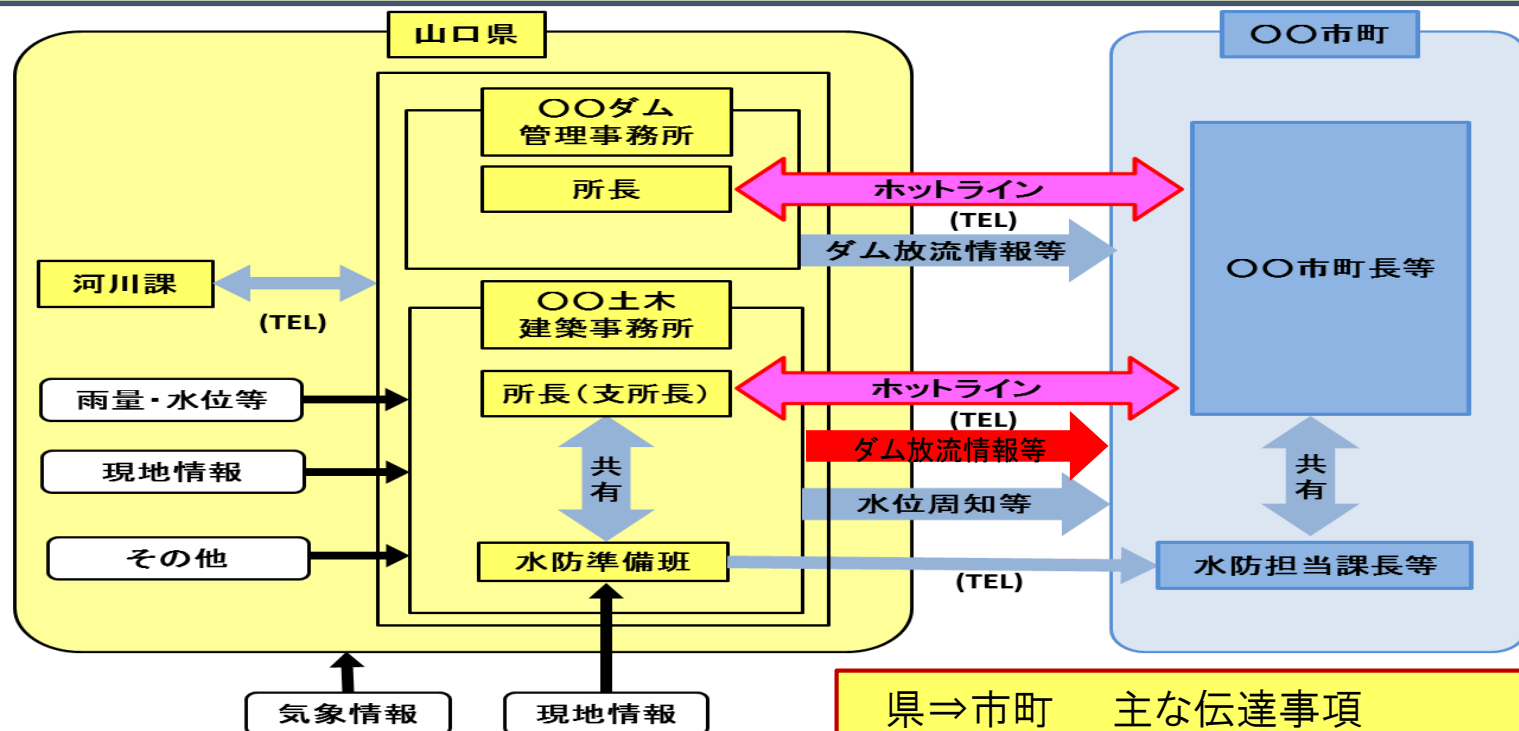 山口県
〇〇市町
〇〇ダム
管理事務所
所長
ホットライン
(TEL)
ダム放流情報等
〇〇市町長等
河川課
(TEL)
〇〇土木
建築事務所
雨量・水位等
所長(支所長)
ホットライン
(TEL)
ダム放流情報等
現地情報
共
有
水位周知等
共
有
その他
水防準備班
(TEL)
水防担当課長等
気象情報
現地情報
県⇒市町 主な伝達事項